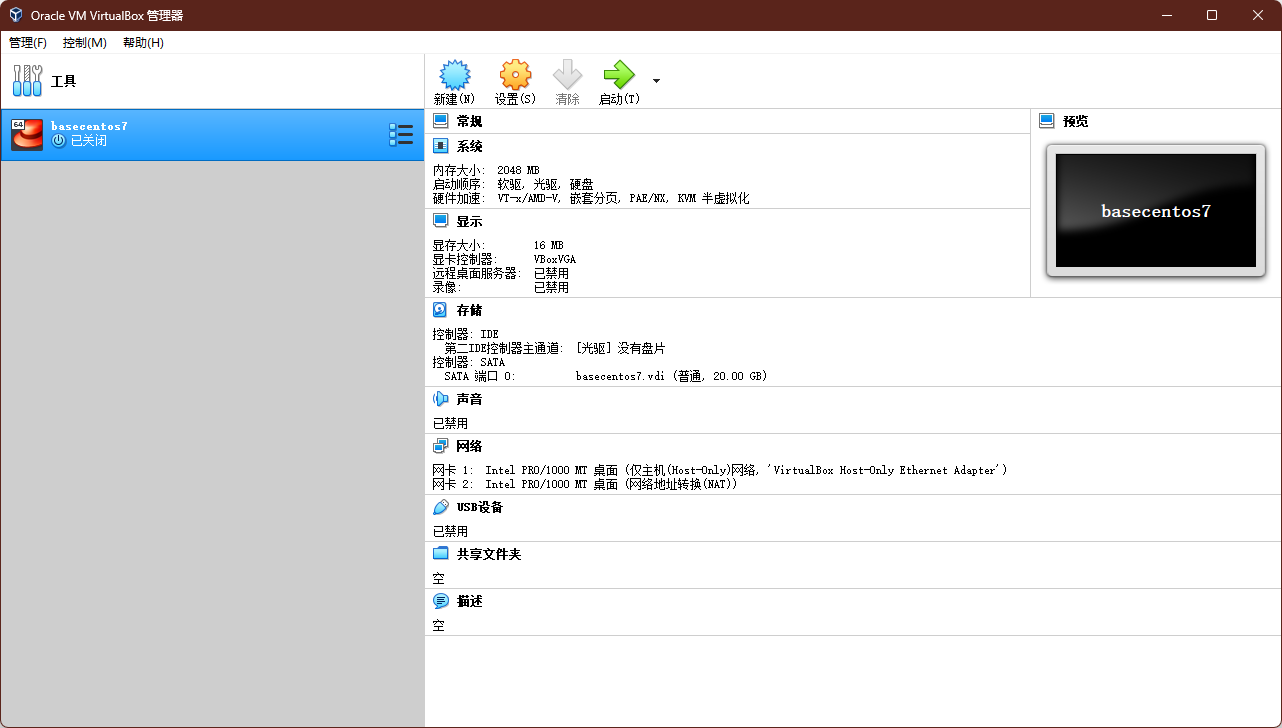 Oracle VM VirtualBox 管理器
管理(F) 控制(M) 帮助(H)
工具
新建(N) 设置(S) 清除 启动(T)
64
basecentos7
已关闭
常规
系统
内存大小: 2048 MB
启动顺序: 软驱, 光驱, 硬盘
硬件加速: VT-x/AMD-V, 嵌套分页, PAE/NX, KVM 半虚拟化
显示
显存大小: 16 MB
显卡控制器: VBoxVGA
远程桌面服务器: 已禁用
录像: 已禁用
预览
basecentos7
存储
控制器: IDE
第二IDE控制器主通道: [光驱] 没有盘片
控制器: SATA
SATA 端口 0: basecentos7.vdi (普通, 20.00 GB)
声音
已禁用
网络
网卡 1: Intel PRO/1000 MT 桌面 (仅主机(Host-Only)网络, 'VirtualBox Host-Only Ethernet Adapter')
网卡 2: Intel PRO/1000 MT 桌面 (网络地址转换(NAT))
USB设备
已禁用
共享文件夹
空
描述
空